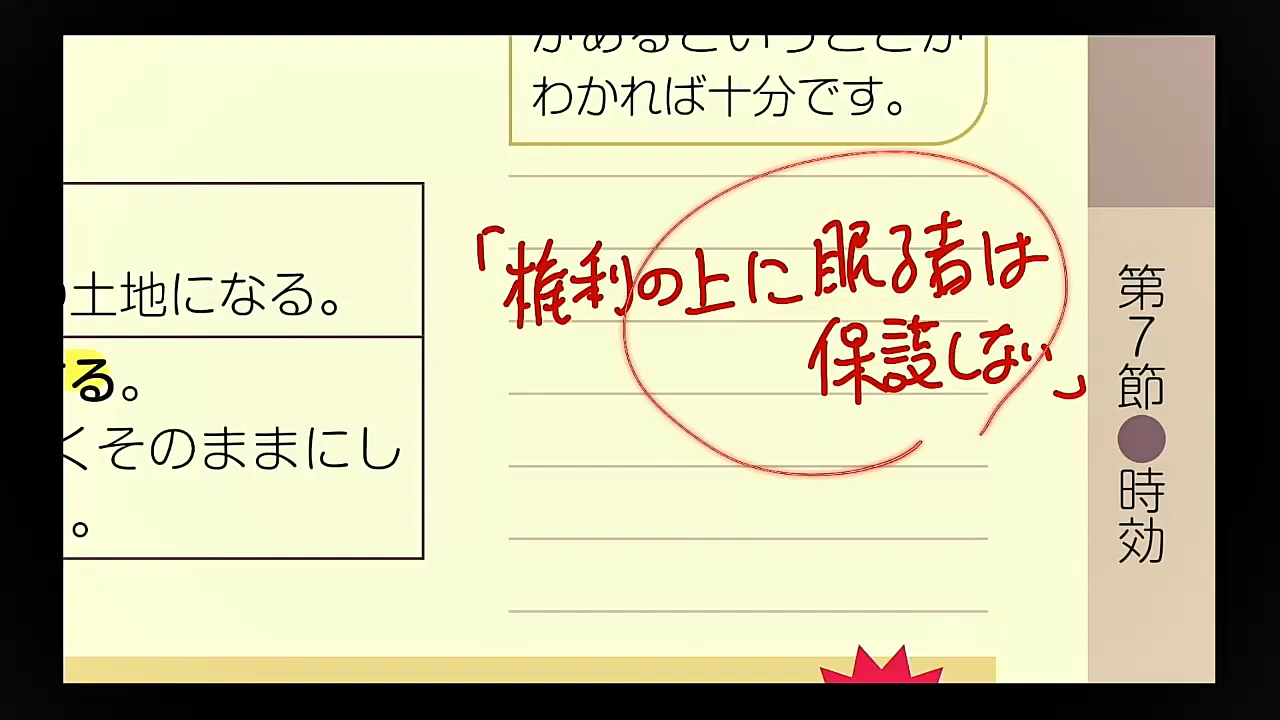 わかれば十分です。
土地になる。
る。
くそのままにし
。
「権利の上に眠る者は
保護しない」
第7節●時効